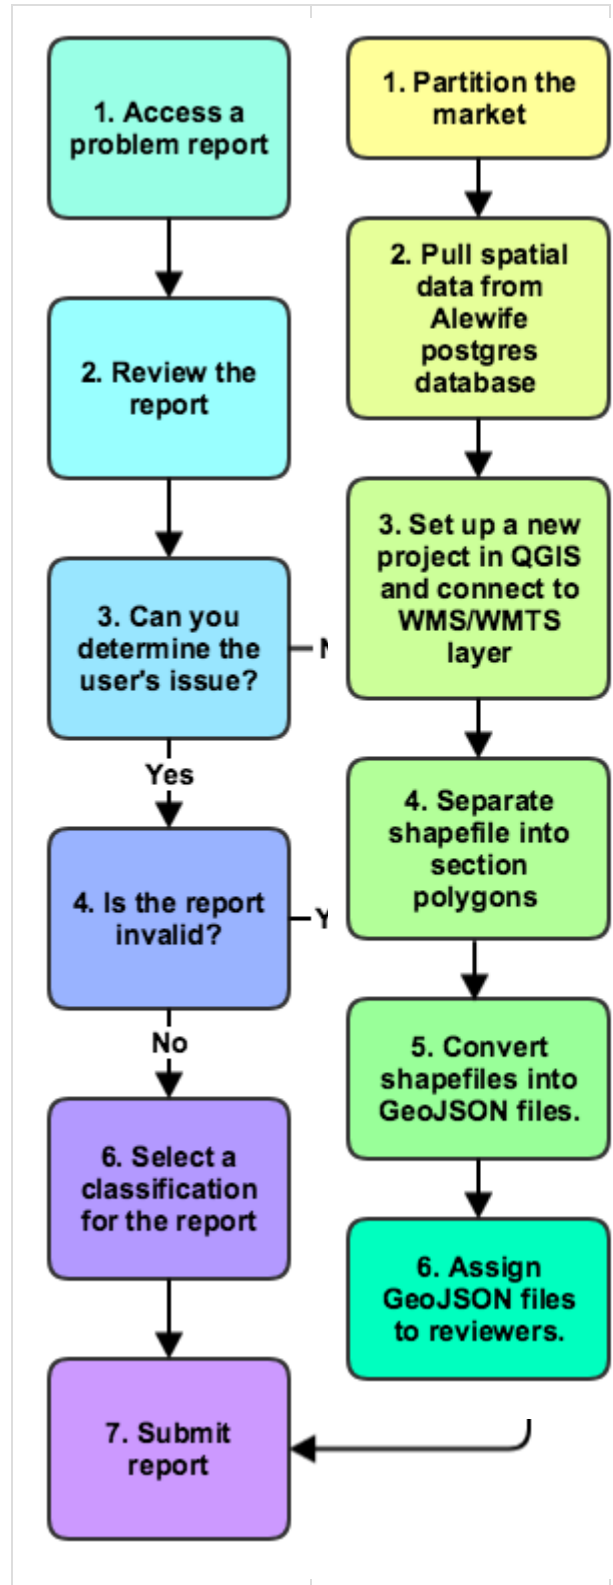 1. Access a
problem report
2. Review the
report
3. Can you
determine the
user's issue?
Yes
4. Is the report
invalid?
No
6. Select a
classification
for the report
7. Submit
report
1. Partition the
market
2. Pull spatial
data from
Alewife
postgres
database
3. Set up a new
project in QGIS
and connect to
WMS/WMTS
layer
4. Separate
shapefile into
section
polygons
5. Convert
shapefiles into
GeoJSON files.
6. Assign
GeoJSON files
to reviewers.